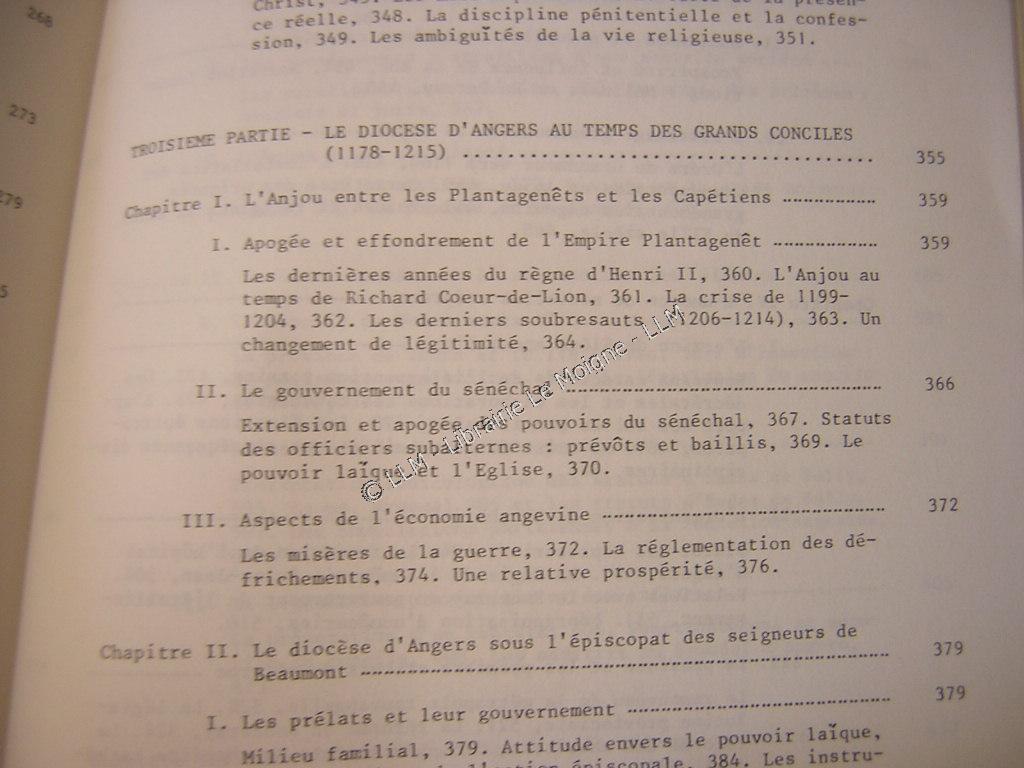 268
273
279
5
ce réelle, 348. La discipline pénitentielle et la confes-
sion, 349. Les ambiguïtés de la vie religieuse, 351.
TROISIEME PARTIE - LE DIOCESE D'ANGERS AU TEMPS DES GRANDS CONCILES
(1178-1215) ..................................... 355
Chapitre I. L'Anjou entre les Plantagenêts et les Capétiens .................. 359
I. Apogée et effondrement de l'Empire Plantagenêt .................... 359
Les dernières années du règne d'Henri II, 360. L'Anjou au
temps de Richard Coeur-de-Lion, 361. La crise de 1199-
1204, 362. Les derniers soubresauts (1206-1214), 363. Un
changement de légitimité, 364.
II. Le gouvernement du sénéchal .......................................... 366
Extension et apogée des pouvoirs du sénéchal, 367. Statuts
des officiers subalternes : prévôts et baillis, 369. Le
pouvoir laïque et l'Eglise, 370.
III. Aspects de l'économie angevine ...................................... 372
Les misères de la guerre, 372. La réglementation des dé-
frichements, 374. Une relative prospérité, 376.
Chapitre II. Le diocèse d'Angers sous l'épiscopat des seigneurs de
Beaumont ...................................................... 379
I. Les prélats et leur gouvernement .................................. 379
Milieu familial, 379. Attitude envers le pouvoir laïque,
épiscopale, 384. Les instru-
© LLM - Librairie Le Moigne - LLM